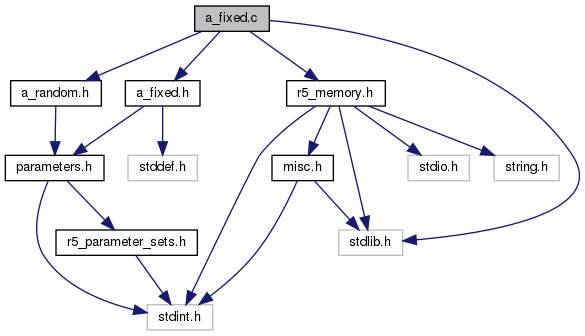 a_fixed.c
a_random.h
a_fixed.h
r5_memory.h
parameters.h
stddef.h
misc.h
stdio.h
string.h
r5_parameter_sets.h
stdlib.h
stdint.h